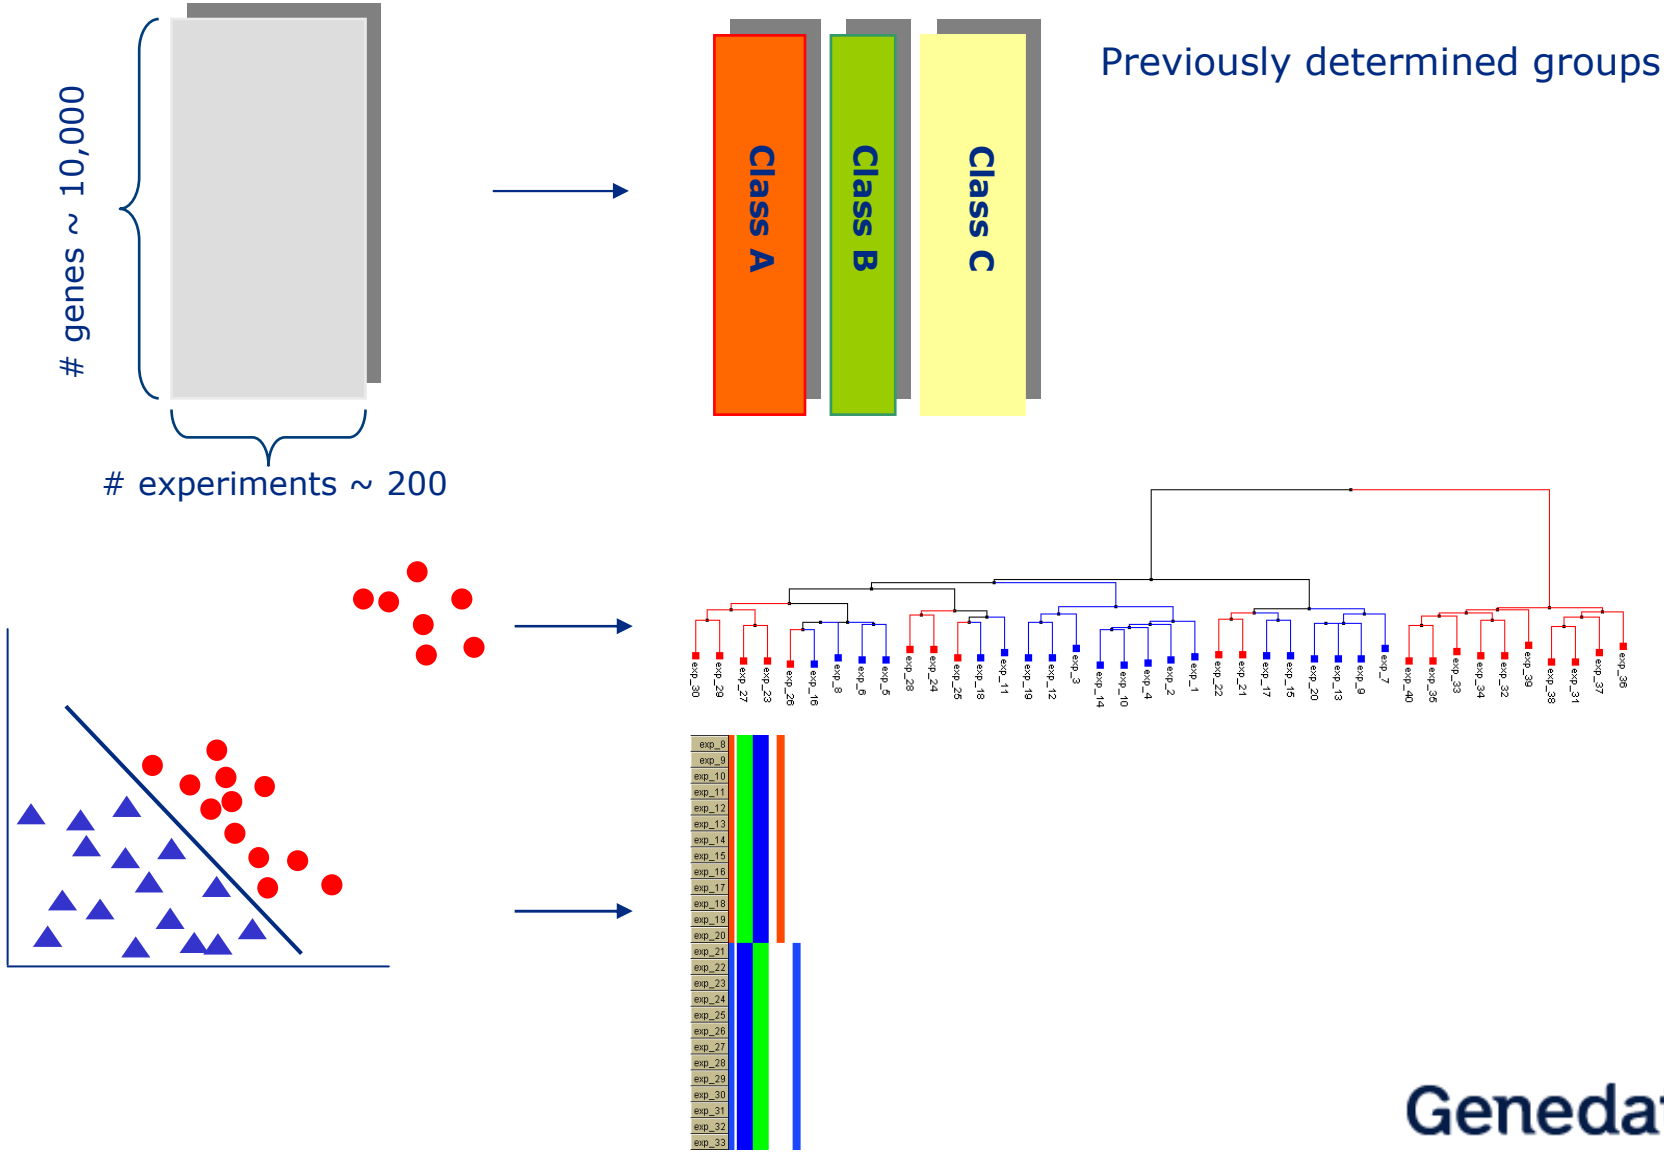 Previously determined groups
# genes ~ 10,000
Class A
Class B
Class C
# experiments ~ 200
exp_30
exp_29
exp_27
exp_23
exp_26
exp_16
exp_8
exp_6
exp_5
exp_28
exp_24
exp_25
exp_18
exp_11
exp_19
exp_12
exp_3
exp_14
exp_10
exp_4
exp_2
exp_1
exp_22
exp_21
exp_17
exp_15
exp_20
exp_13
exp_9
exp_7
exp_40
exp_35
exp_33
exp_34
exp_32
exp_39
exp_38
exp_31
exp_37
exp_36
exp_8
exp_9
exp_10
exp_11
exp_12
exp_13
exp_14
exp_15
exp_16
exp_17
exp_18
exp_19
exp_20
exp_21
exp_22
exp_23
exp_24
exp_25
exp_26
exp_27
exp_28
exp_29
exp_30
exp_31
exp_32
exp_33
Genedat